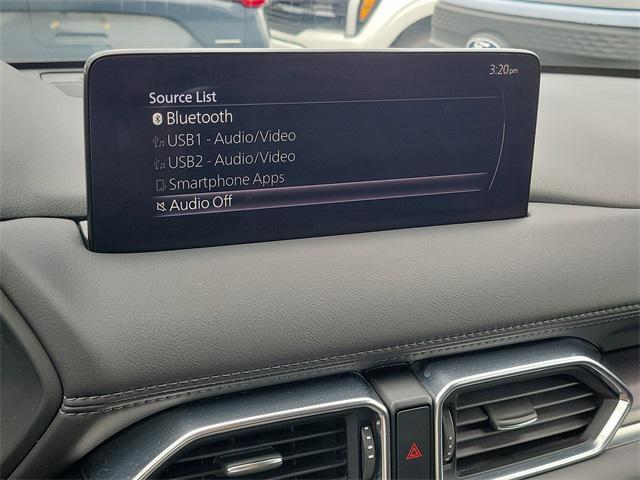 3:20pm
Source List
Bluetooth
USB1 - Audio/Video
USB2 - Audio/Video
Smartphone Apps
Audio Off